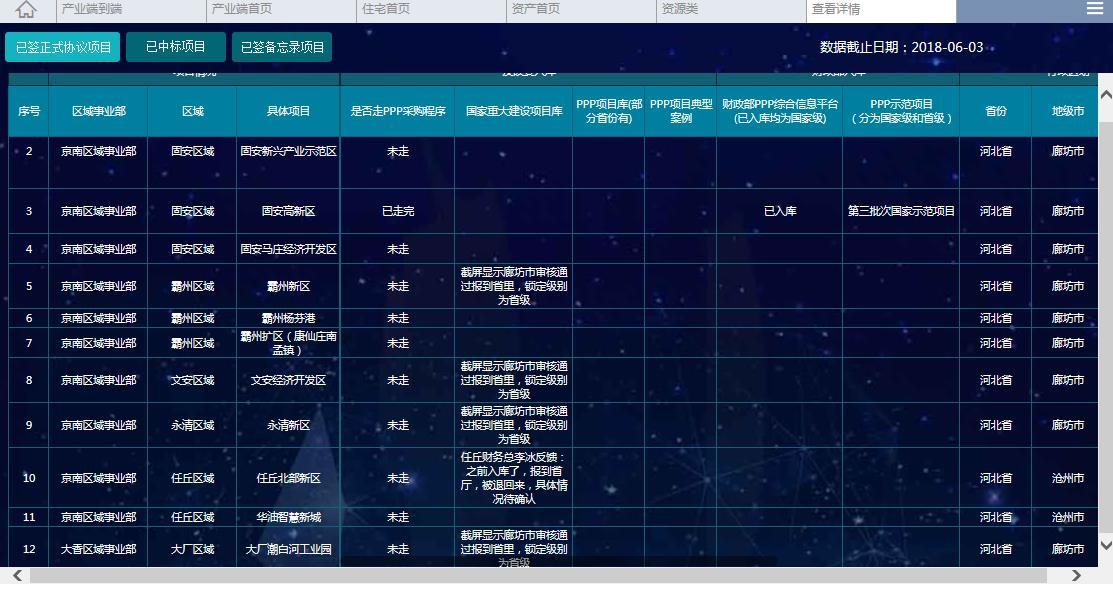 产业端到端 产业端首页 住宅首页 资产首页 资源类 查看详情
已签正式协议项目 已中标项目 已签备忘录项目 数据截止日期：2018-06-03
序号 区域事业部 区域 具体项目 是否走PPP采购程序 国家重大建设项目库 PPP项目库(部分省份有) PPP项目典型案例 财政部PPP综合信息平台(已入库均为国家级) PPP示范项目（分为国家级和省级） 省份 地级市
2 京南区域事业部 固安区域 固安新兴产业示范区 未走 河北省 廊坊市
3 京南区域事业部 固安区域 固安高新区 已走完 已入库 第三批次国家示范项目 河北省 廊坊市
4 京南区域事业部 固安区域 固安马庄经济开发区 未走 河北省 廊坊市
5 京南区域事业部 霸州区域 霸州新区 未走 截屏显示廊坊市审核通过报到省里，锁定级别为省级 河北省 廊坊市
6 京南区域事业部 霸州区域 霸州杨芬港 未走 河北省 廊坊市
7 京南区域事业部 霸州区域 霸州扩区（康仙庄南孟镇） 未走 河北省 廊坊市
8 京南区域事业部 文安区域 文安经济开发区 未走 截屏显示廊坊市审核通过报到省里，锁定级别为省级 河北省 廊坊市
9 京南区域事业部 永清区域 永清新区 未走 截屏显示廊坊市审核通过报到省里，锁定级别为省级 河北省 廊坊市
10 京南区域事业部 任丘区域 任丘北部新区 未走 任丘财务总李冰反馈：之前入库了，报到省厅，被退回来，具体情况待确认 河北省 沧州市
11 京南区域事业部 任丘区域 华油智慧新城 未走 河北省 沧州市
12 大香区域事业部 大厂区域 大厂潮白河工业园 未走 截屏显示廊坊市审核通过报到省里，锁定级别为省级 河北省 廊坊市